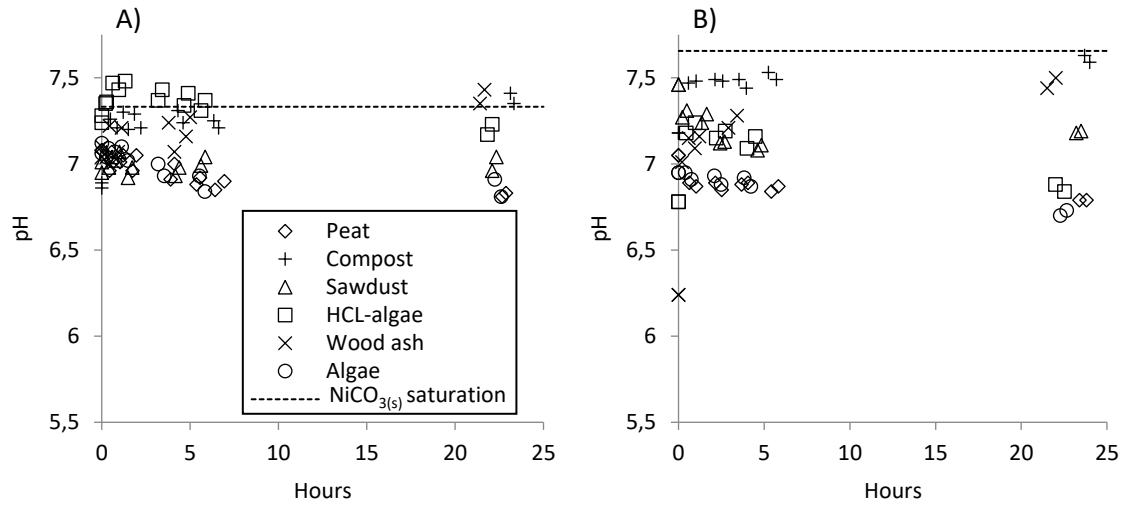 A)
B)
7,5
7
6,5
6
5,5
pH
0 5 10 15 20 25
Hours
Peat
Compost
Sawdust
HCL-algae
Wood ash
Algae
NiCO3(s) saturation
7,5
7
6,5
6
5,5
pH
0 5 10 15 20 25
Hours